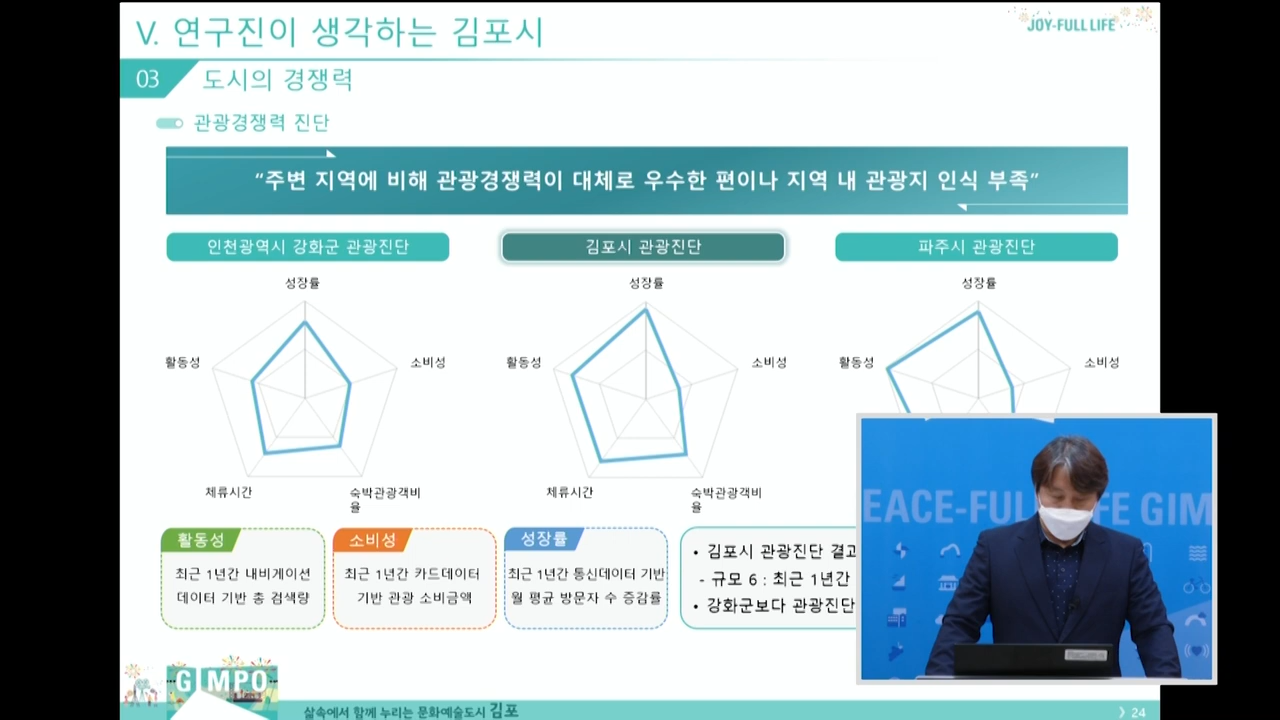 V. 연구진이 생각하는 김포시
JOY-FULL LIFE
03 도시의 경쟁력
관광경쟁력 진단
“주변 지역에 비해 관광경쟁력이 대체로 우수한 편이나 지역 내 관광지 인식 부족”
인천광역시 강화군 관광진단
김포시 관광진단
파주시 관광진단
성장률
활동성
소비성
체류시간
숙박관광객비
율
성장률
활동성
소비성
체류시간
숙박관광객비
율
성장률
활동성
소비성
활동성
최근 1년간 내비게이션
데이터 기반 총 검색량
소비성
최근 1년간 카드데이터
기반 관광 소비금액
성장률
최근 1년간 통신데이터 기반
월 평균 방문자 수 증감률
• 김포시 관광진단 결과
- 규모 6 : 최근 1년간
• 강화군보다 관광진단
EACE-FUL FE GIM
GIMPO
삶속에서 함께 누리는 문화예술도시 김포
》24